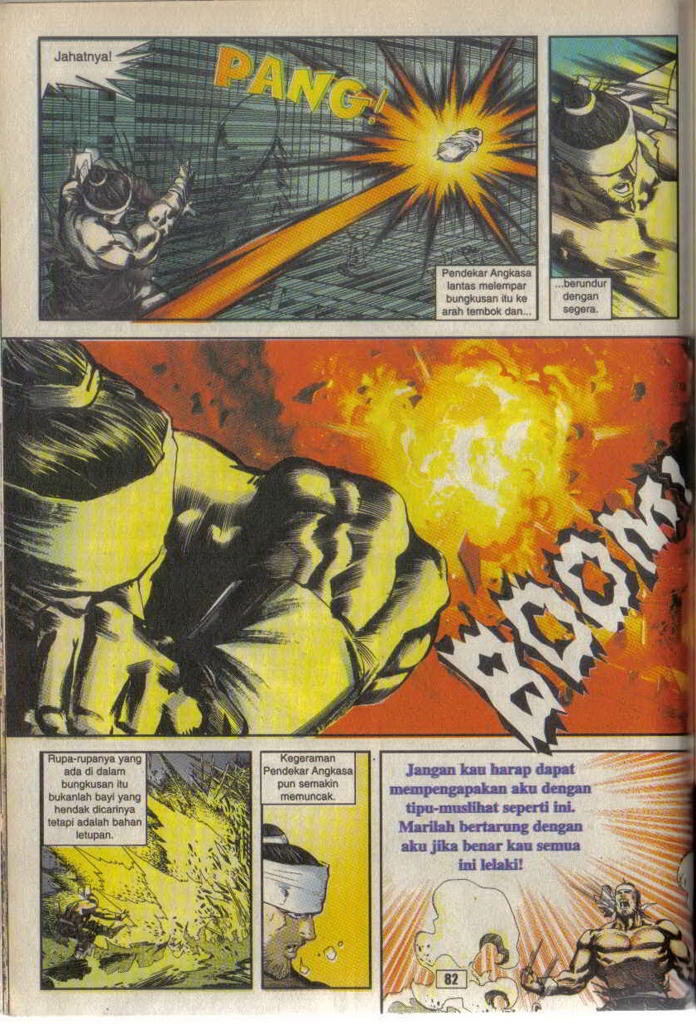 Jahatnya!
PANG!
Pendekar Angkasa
lantas melempar
bungkusan itu ke
arah tembok dan...
...berundur
dengan
segera.
BOOM!
Rupa-rupanya yang
ada di dalam
bungkusan itu
bukanlah bayi yang
hendak dicarinya
tetapi adalah bahan
letupan.
Kegeraman
Pendekar Angkasa
pun semakin
memuncak.
Jangan kau harap dapat
mempengapakan aku dengan
tipu-muslihat seperti ini.
Marilah bertarung dengan
aku jika benar kau semua
ini lelaki!
82